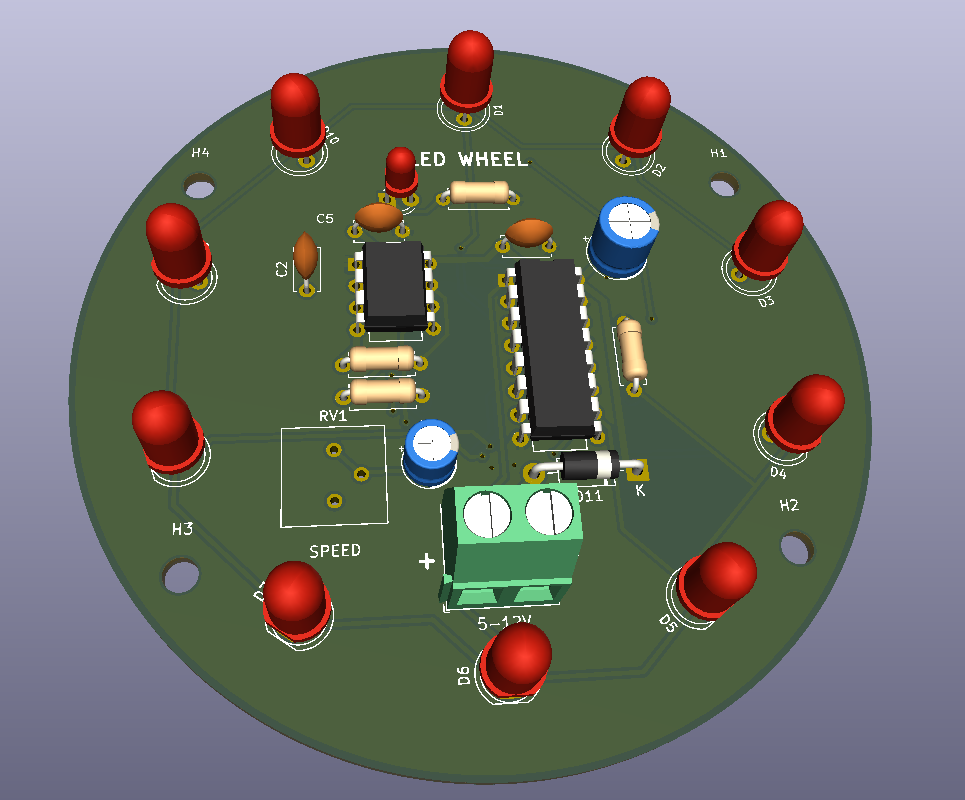 D1
D2
H4
H1
LED WHEEL
C5
C2
D3
RV1
D4
K
D11
H2
H3
SPEED
+
5-12V
D5
D6